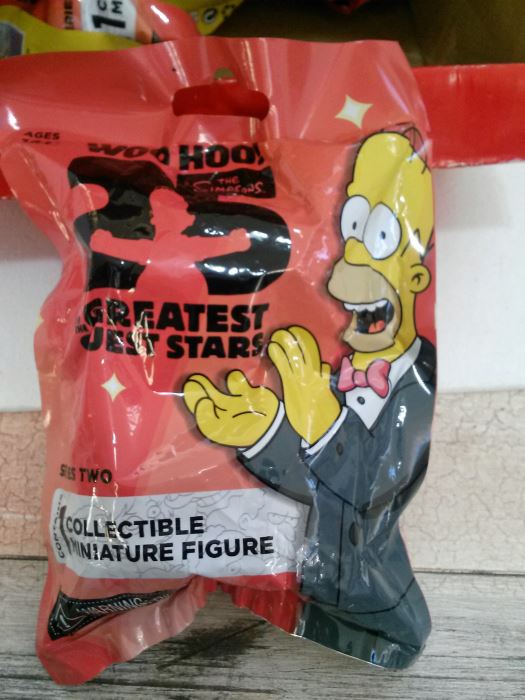 AGES
WOO HOO!
THE
SIMPSONS
25
GREATEST
GUEST STARS
SERIES TWO
COLLECTIBLE
MINIATURE FIGURE
WARNING